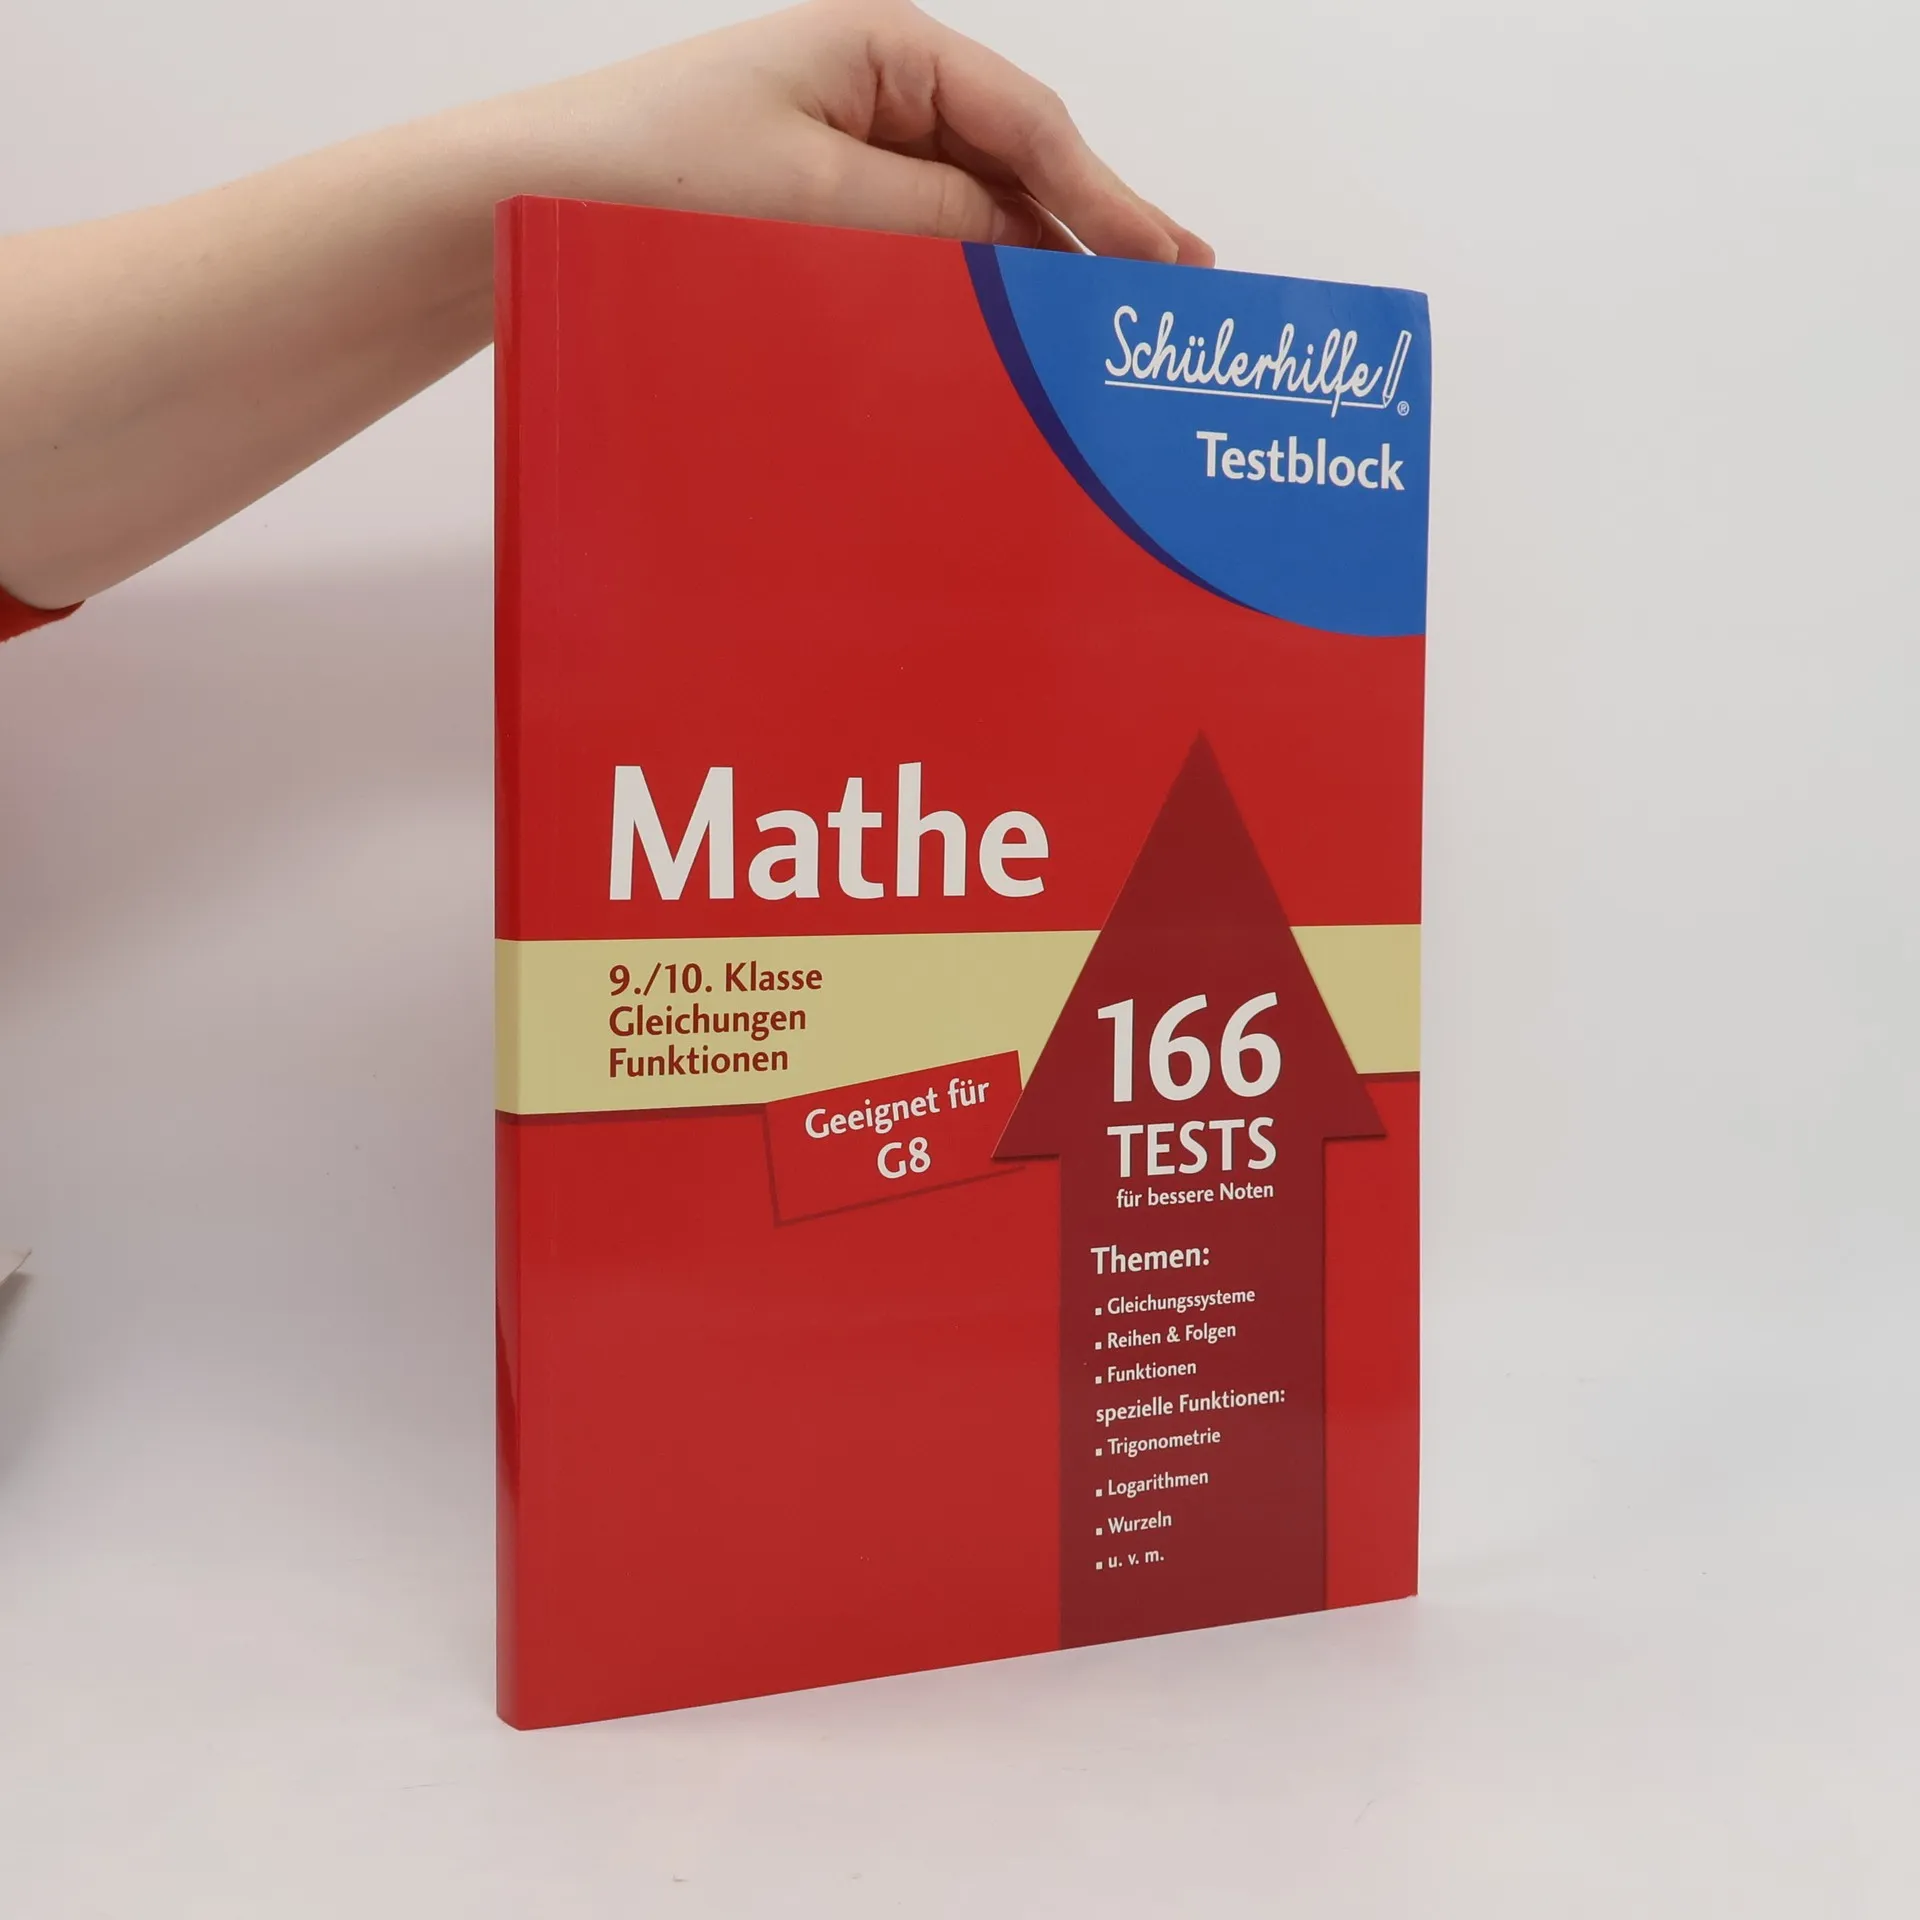 Schülerhilfe!®
Testblock
Mathe
9./10. Klasse
Gleichungen
Funktionen
Geeignet für
G8
166
TESTS
für bessere Noten
Themen:
▪ Gleichungssysteme
▪ Reihen & Folgen
▪ Funktionen
spezielle Funktionen:
▪ Trigonometrie
▪ Logarithmen
▪ Wurzeln
▪ u. v. m.